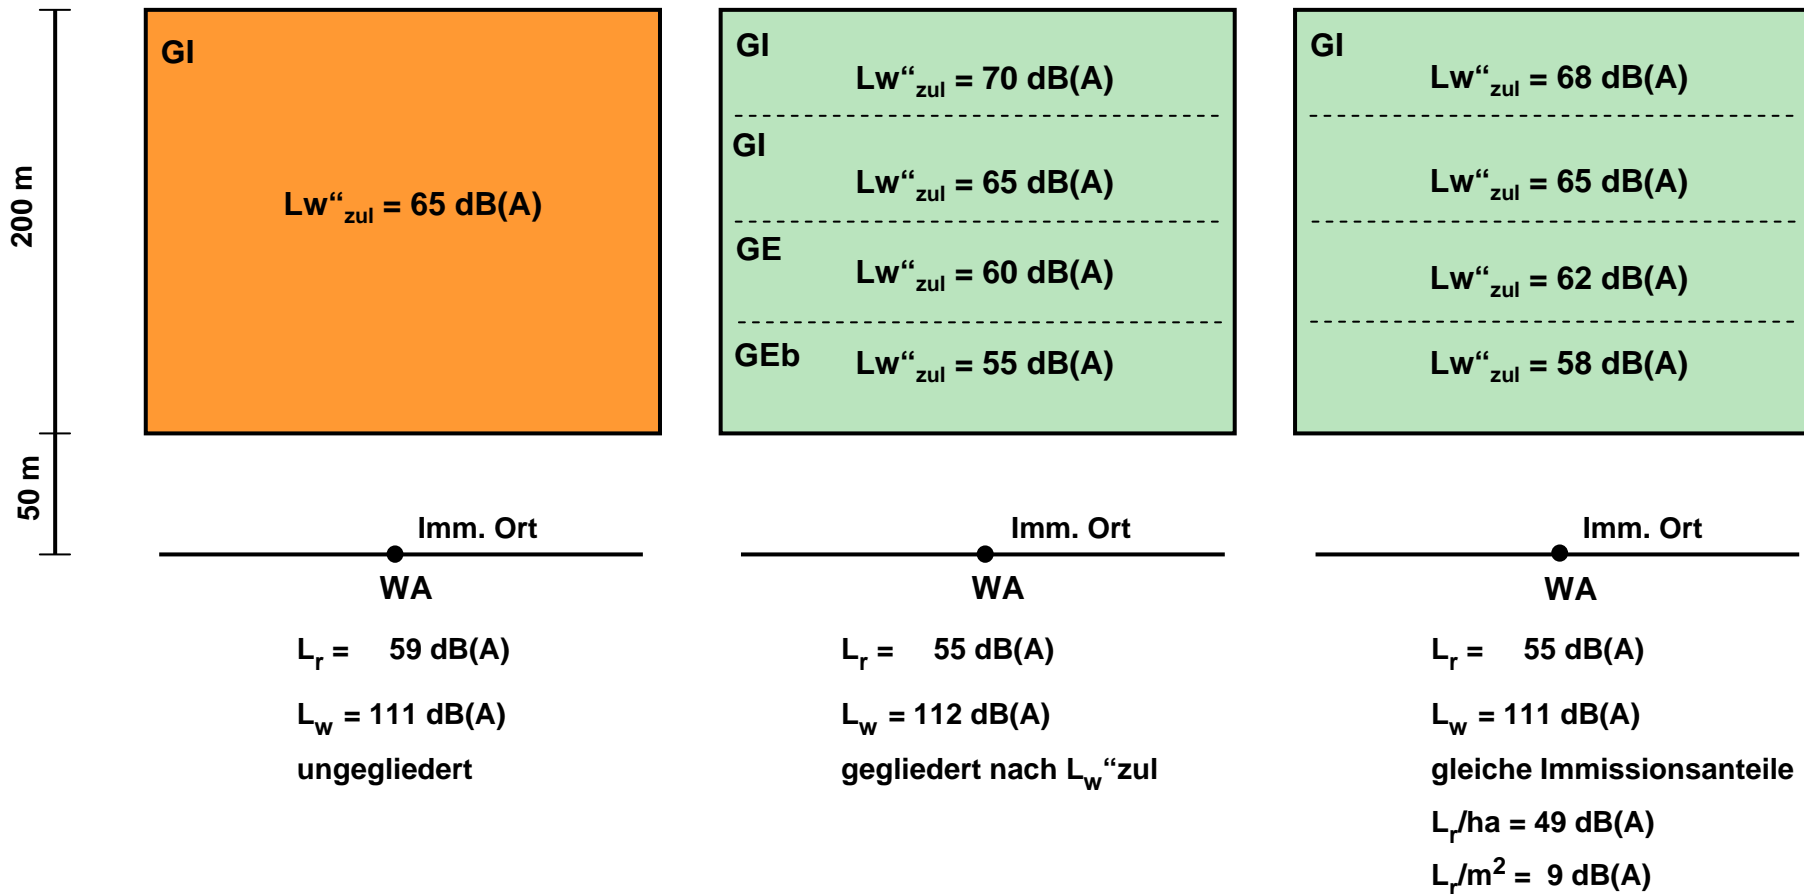 200 m
50 m
GI
Lw“zul = 65 dB(A)
Imm. Ort
WA
Lr = 59 dB(A)
Lw = 111 dB(A)
ungegliedert
GI
Lw“zul = 70 dB(A)
GI
Lw“zul = 65 dB(A)
GE
Lw“zul = 60 dB(A)
GEb
Lw“zul = 55 dB(A)
Imm. Ort
WA
Lr = 55 dB(A)
Lw = 112 dB(A)
gegliedert nach Lw“zul
GI
Lw“zul = 68 dB(A)
Lw“zul = 65 dB(A)
Lw“zul = 62 dB(A)
Lw“zul = 58 dB(A)
Imm. Ort
WA
Lr = 55 dB(A)
Lw = 111 dB(A)
gleiche Immissionsanteile
Lr/ha = 49 dB(A)
Lr/m² = 9 dB(A)